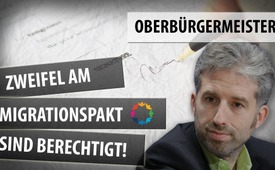 OBERBÜRGERMEISTER
ZWEIFEL AM
MIGRATIONSPAKT
SIND BERECHTIGT!